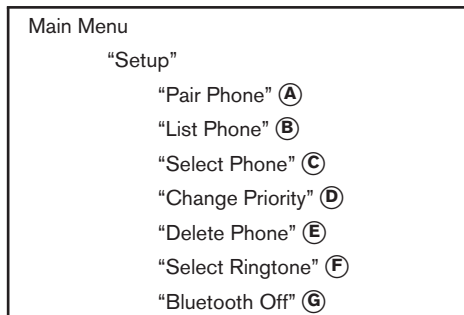 Main Menu
“Setup”
“Pair Phone” Ⓐ
“List Phone” Ⓑ
“Select Phone” Ⓒ
“Change Priority” Ⓓ
“Delete Phone” Ⓔ
“Select Ringtone” Ⓕ
“Bluetooth Off” Ⓖ